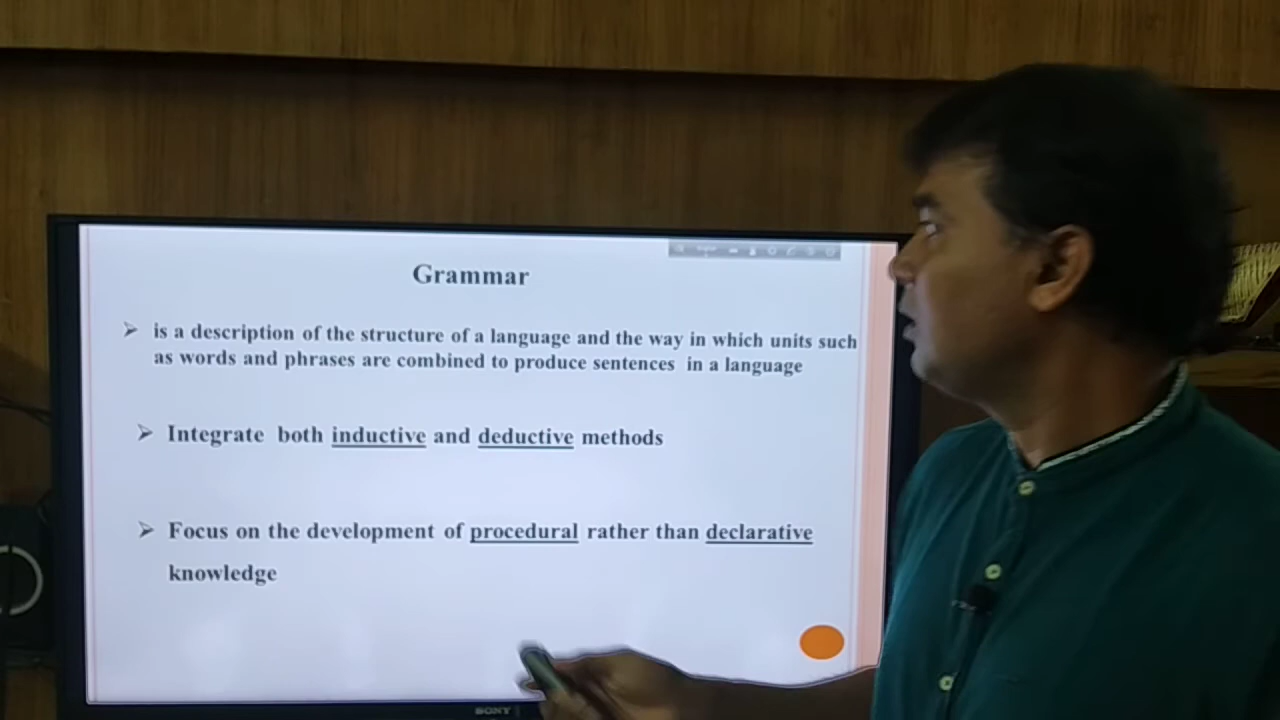 Grammar
is a description of the structure of a language and the way in which units such
as words and phrases are combined to produce sentences in a language
Integrate both inductive and deductive methods
Focus on the development of procedural rather than declarative
knowledge
SONY